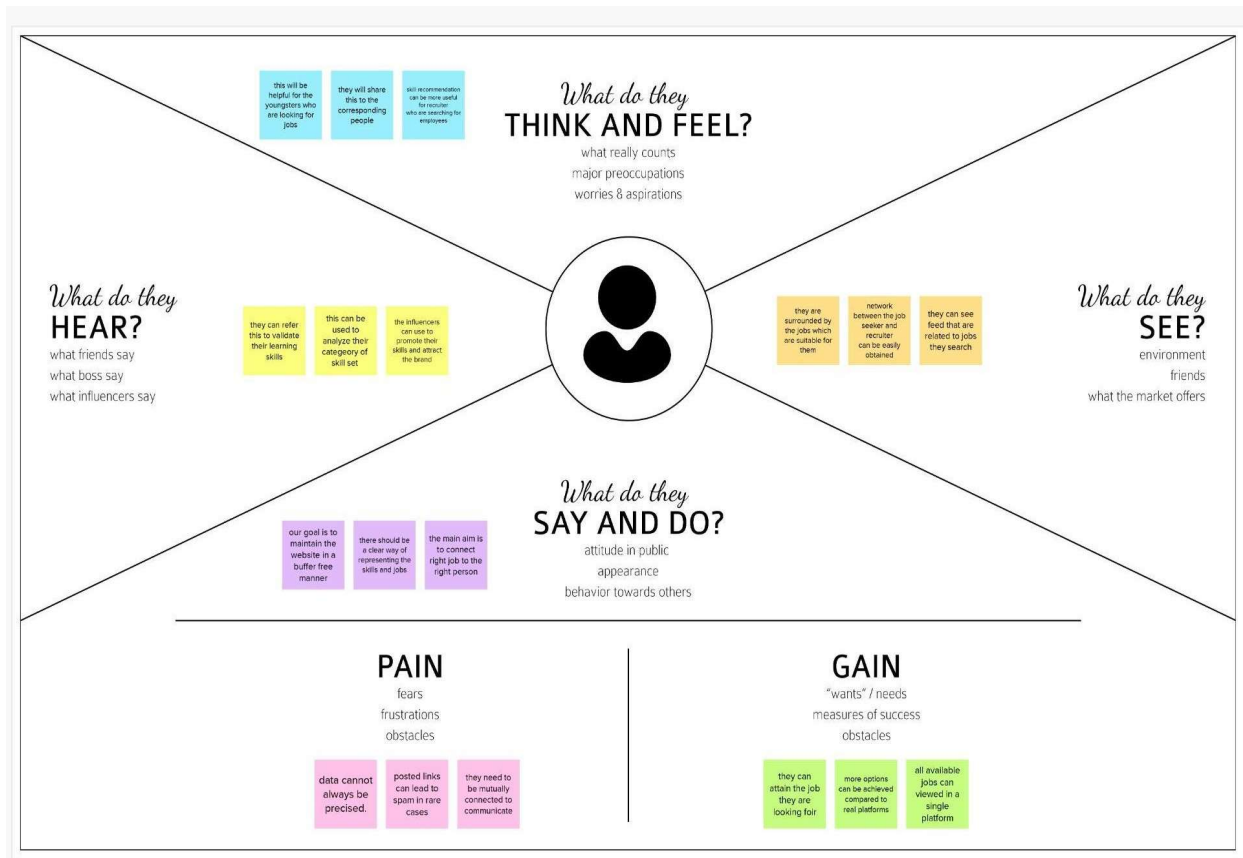 this will be
helpful for the
youngsters who
are looking for
jobs
they will share
this to the
corresponding
people
skill recommendation
can be more useful
for recruiter
who are searching for
employees
What do they
THINK AND FEEL?
what really counts
major preoccupations
worries & aspirations
What do they
HEAR?
what friends say
what boss say
what influencers say
they can refer
this to validate
their learning
skills
this can be
used to
analyze their
categeory of
skill set
the influencers
can use to
promote their
skills and attract
the brand
they are
surrounded by
the jobs which
are suitable for
them
network
between the job
seeker and
recruiter
can be easily
obtained
they can see
feed that are
related to jobs
they search
What do they
SEE?
environment
friends
what the market offers
What do they
SAY AND DO?
attitude in public
appearance
behavior towards others
our goal is to
maintain the
website in a
buffer free
manner
there should be
a clear way of
representing the
skills and jobs
the main aim is
to connect
right job to the
right person
PAIN
fears
frustrations
obstacles
data cannot
always be
precised.
posted links
can lead to
spam in rare
cases
they need to
be mutually
connected to
communicate
GAIN
"wants" / needs
measures of success
obstacles
they can
attain the job
they are
looking foir
more options
can be achieved
compared to
real platforms
all available
jobs can
viewed in a
single
platform